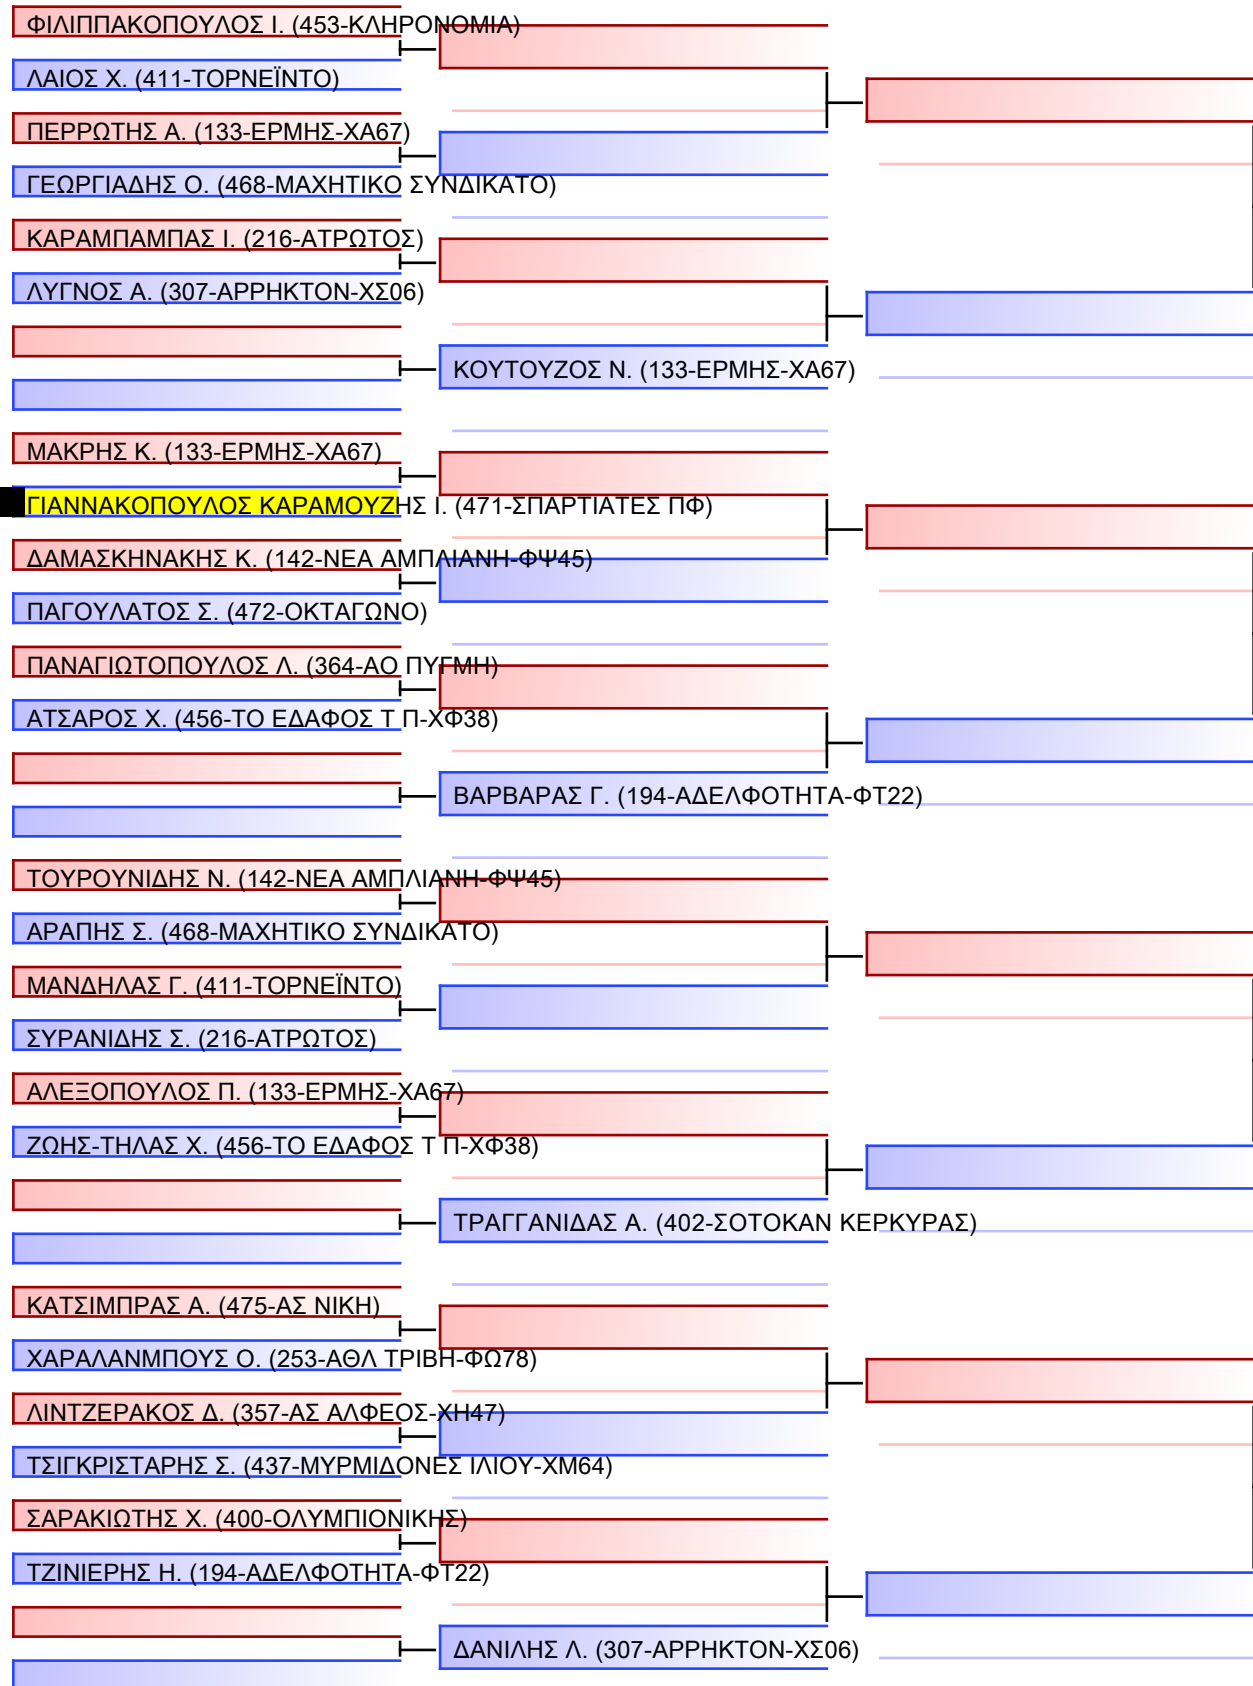 ΦΙΛΙΠΠΑΚΟΠΟΥΛΟΣ Ι. (453-ΚΛΗΡΟΝΟΜΙΑ)
ΛΑΙΟΣ Χ. (411-ΤΟΡΝΕΪΝΤΟ)
ΠΕΡΡΩΤΗΣ Α. (133-ΕΡΜΗΣ-ΧΑ67)
ΓΕΩΡΓΙΑΔΗΣ Ο. (468-ΜΑΧΗΤΙΚΟ ΣΥΝΔΙΚΑΤΟ)
ΚΑΡΑΜΠΑΜΠΑΣ Ι. (216-ΑΤΡΩΤΟΣ)
ΛΥΓΝΟΣ Α. (307-ΑΡΡΗΚΤΟΝ-ΧΣ06)
ΚΟΥΤΟΥΖΟΣ Ν. (133-ΕΡΜΗΣ-ΧΑ67)
ΜΑΚΡΗΣ Κ. (133-ΕΡΜΗΣ-ΧΑ67)
ΓΙΑΝΝΑΚΟΠΟΥΛΟΣ ΚΑΡΑΜΟΥΖΗΣ Ι. (471-ΣΠΑΡΤΙΑΤΕΣ ΠΦ)
ΔΑΜΑΣΚΗΝΑΚΗΣ Κ. (142-ΝΕΑ ΑΜΠΛΙΑΝΗ-ΦΨ45)
ΠΑΓΟΥΛΑΤΟΣ Σ. (472-ΟΚΤΑΓΩΝΟ)
ΠΑΝΑΓΙΩΤΟΠΟΥΛΟΣ Λ. (364-ΑΟ ΠΥΓΜΗ)
ΑΤΣΑΡΟΣ Χ. (456-ΤΟ ΕΔΑΦΟΣ Τ Π-ΧΦ38)
ΒΑΡΒΑΡΑΣ Γ. (194-ΑΔΕΛΦΟΤΗΤΑ-ΦΤ22)
ΤΟΥΡΟΥΝΙΔΗΣ Ν. (142-ΝΕΑ ΑΜΠΛΙΑΝΗ-ΦΨ45)
ΑΡΑΠΗΣ Σ. (468-ΜΑΧΗΤΙΚΟ ΣΥΝΔΙΚΑΤΟ)
ΜΑΝΔΗΛΑΣ Γ. (411-ΤΟΡΝΕΪΝΤΟ)
ΣΥΡΑΝΙΔΗΣ Σ. (216-ΑΤΡΩΤΟΣ)
ΑΛΕΞΟΠΟΥΛΟΣ Π. (133-ΕΡΜΗΣ-ΧΑ67)
ΖΩΗΣ-ΤΗΛΑΣ Χ. (456-ΤΟ ΕΔΑΦΟΣ Τ Π-ΧΦ38)
ΤΡΑΓΓΑΝΙΔΑΣ Α. (402-ΣΟΤΟΚΑΝ ΚΕΡΚΥΡΑΣ)
ΚΑΤΣΙΜΠΡΑΣ Α. (475-ΑΣ ΝΙΚΗ)
ΧΑΡΑΛΑΝΜΠΟΥΣ Ο. (253-ΑΘΛ ΤΡΙΒΗ-ΦΩ78)
ΛΙΝΤΖΕΡΑΚΟΣ Δ. (357-ΑΣ ΑΛΦΕΟΣ-ΧΗ47)
ΤΣΙΓΚΡΙΣΤΑΡΗΣ Σ. (437-ΜΥΡΜΙΔΟΝΕΣ ΙΛΙΟΥ-ΧΜ64)
ΣΑΡΑΚΙΩΤΗΣ Χ. (400-ΟΛΥΜΠΙΟΝΙΚΗΣ)
ΤΖΙΝΙΕΡΗΣ Η. (194-ΑΔΕΛΦΟΤΗΤΑ-ΦΤ22)
ΔΑΝΙΛΗΣ Λ. (307-ΑΡΡΗΚΤΟΝ-ΧΣ06)